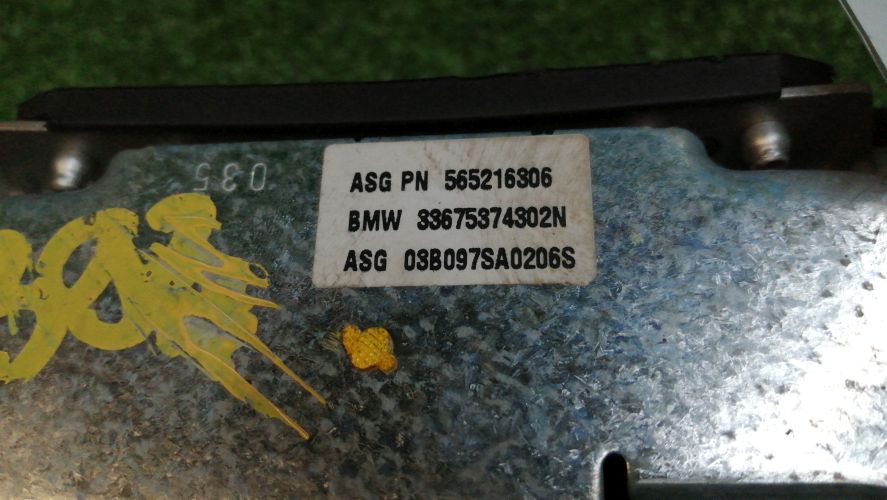 035
ASG PN 565216306
BMW 33675374302N
ASG 03B097SA0206S